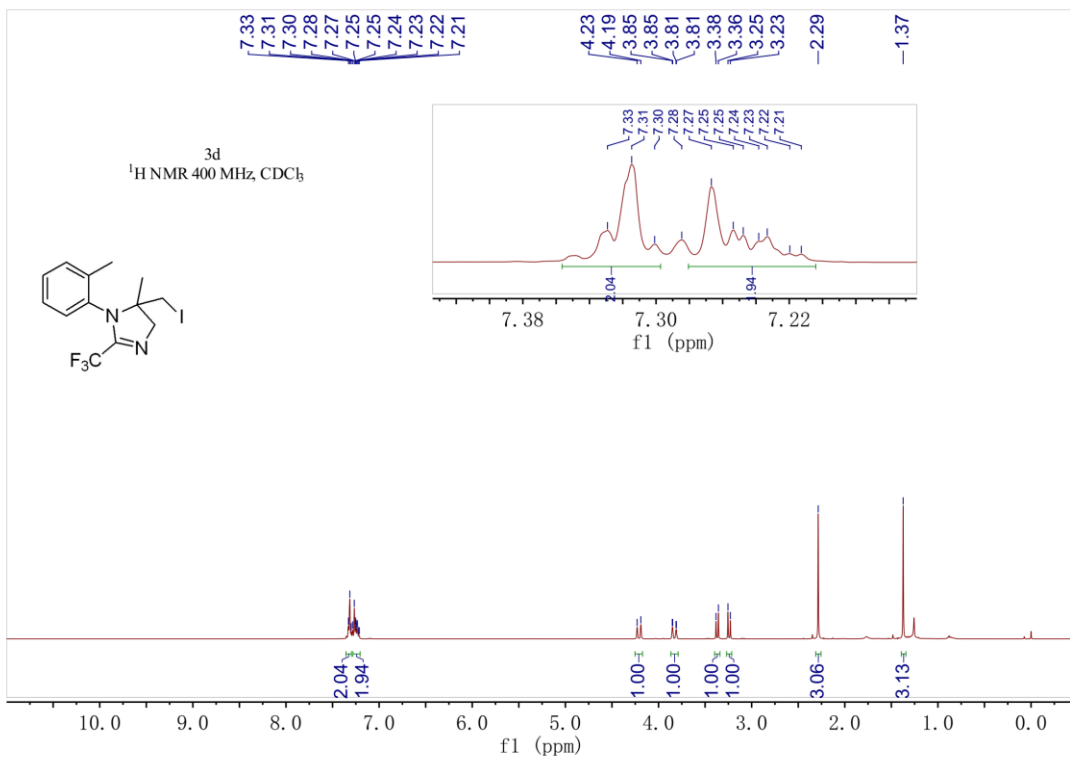 7.33 7.31 7.30 7.28 7.27 7.25 7.25 7.24 7.23 7.22 7.21 4.23 4.19 3.85 3.85 3.81 3.81 3.38 3.36 3.25 3.23 2.29 1.37
7.33 7.31 7.30 7.28 7.27 7.25 7.25 7.24 7.23 7.22 7.21
3d
¹H NMR 400 MHz, CDCl₃
2.04 1.94
7.38 7.30 7.22
f1 (ppm)
N
I
F₃C
N
2.04 1.94 1.00 1.00 1.00 1.00 3.06 3.13
10.0 9.0 8.0 7.0 6.0 5.0 4.0 3.0 2.0 1.0 0.0
f1 (ppm)